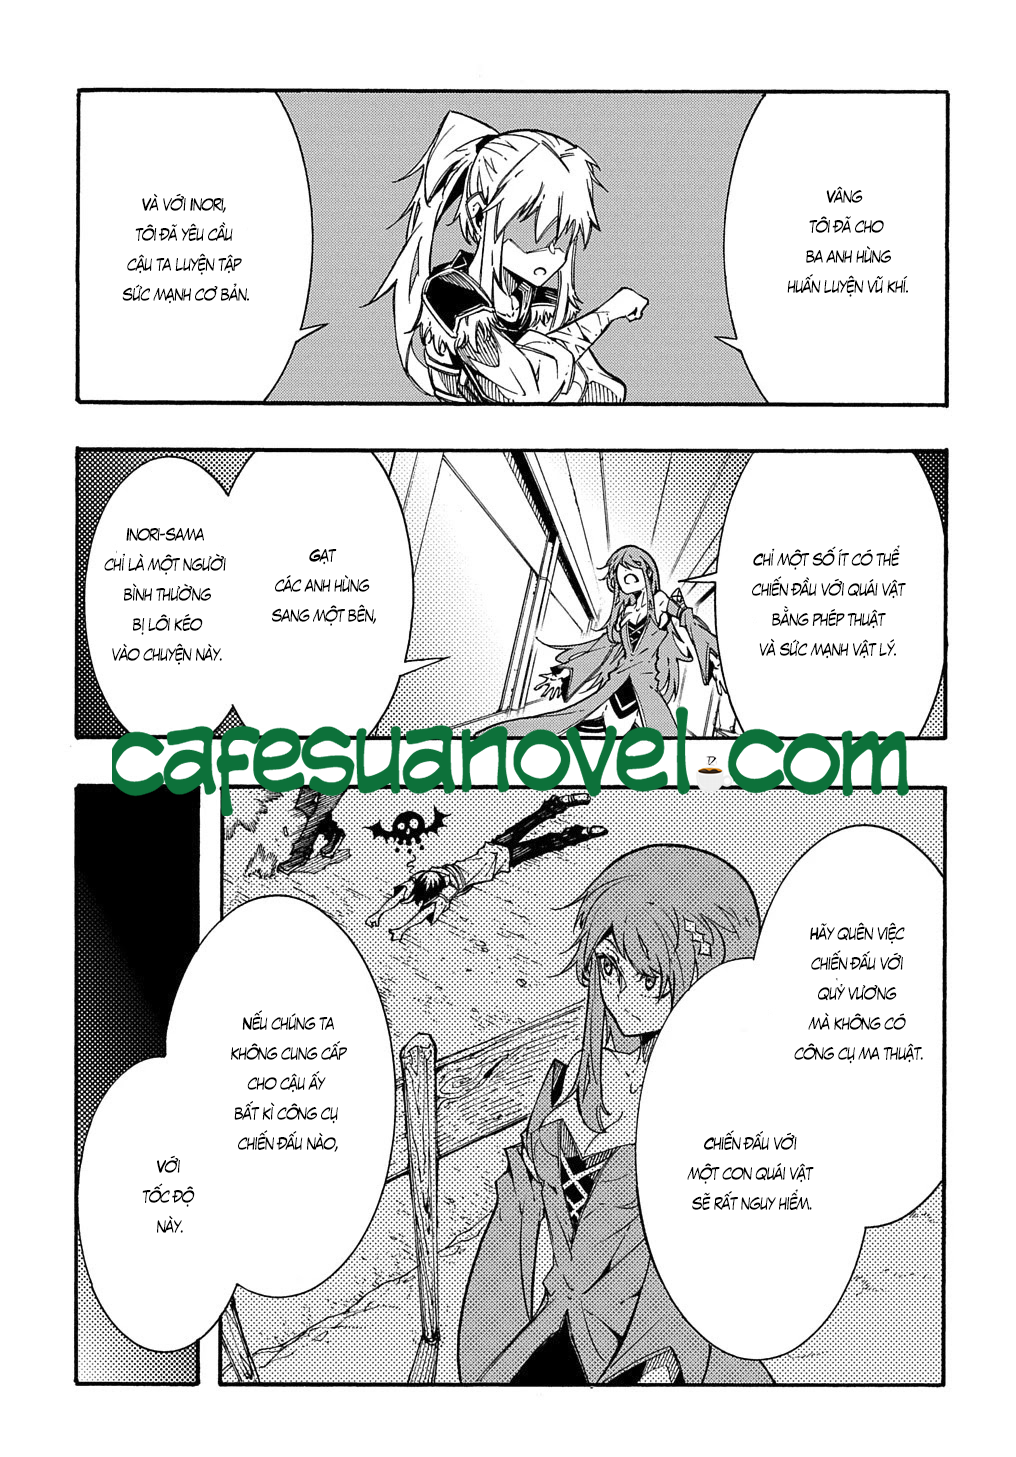 VÂNG
TÔI ĐÃ CHO
BA ANH HÙNG
HUẤN LUYỆN VŨ KHÍ.
VÀ VỚI INORI,
TÔI ĐÃ YÊU CẦU
CẬU TA LUYỆN TẬP
SỨC MẠNH CƠ BẢN.
CHỈ MỘT SỐ ÍT CÓ THỂ
CHIẾN ĐẤU VỚI QUÁI VẬT
BẰNG PHÉP THUẬT
VÀ SỨC MẠNH VẬT LÝ.
GẠT
CÁC ANH HÙNG
SANG MỘT BÊN,
INORI-SAMA
CHỈ LÀ MỘT NGƯỜI
BÌNH THƯỜNG
BỊ LÔI KÉO
VÀO CHUYỆN NÀY.
cafesuanovel.com
HÃY QUÊN VIỆC
CHIẾN ĐẤU VỚI
QUỶ VƯƠNG
MÀ KHÔNG CÓ
CÔNG CỤ MA THUẬT.
CHIẾN ĐẤU VỚI
MỘT CON QUÁI VẬT
SẼ RẤT NGUY HIỂM.
NẾU CHÚNG TA
KHÔNG CUNG CẤP
CHO CẬU ẤY
BẤT KÌ CÔNG CỤ
CHIẾN ĐẤU NÀO,
VỚI
TỐC ĐỘ
NÀY.